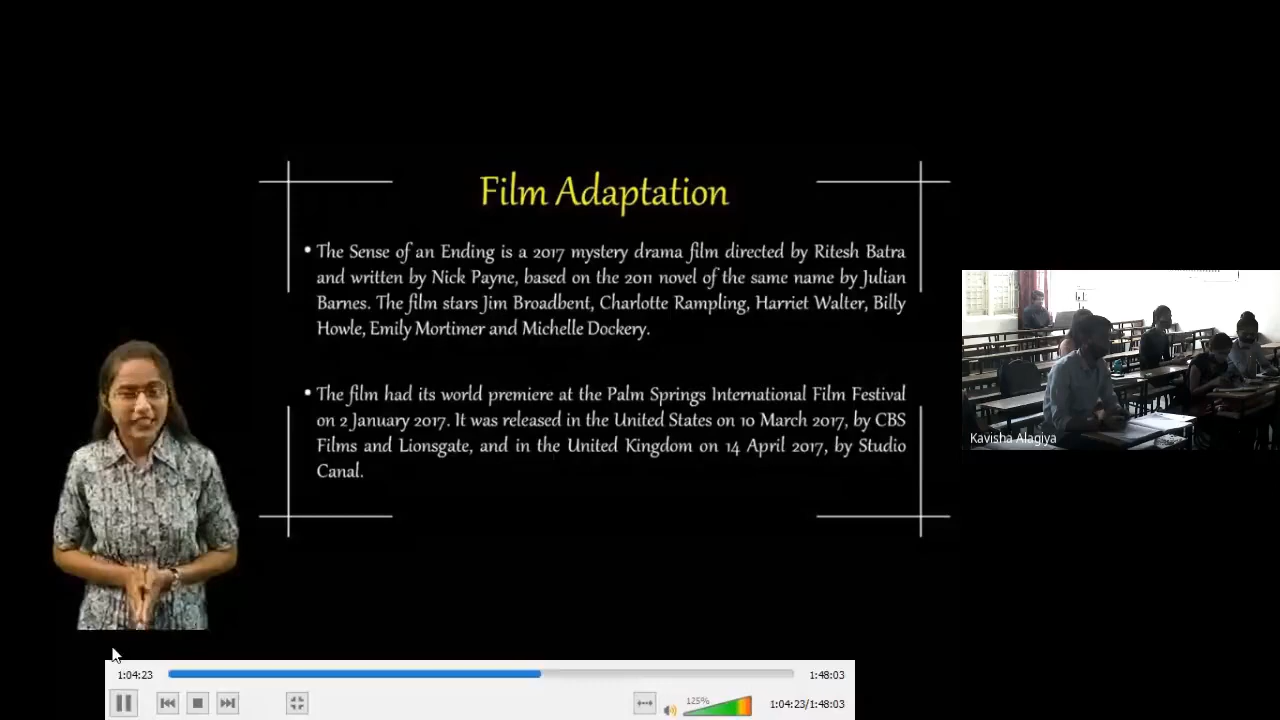 Film Adaptation
• The Sense of an Ending is a 2017 mystery drama film directed by Ritesh Batra
and written by Nick Payne, based on the 2011 novel of the same name by Julian
Barnes. The film stars Jim Broadbent, Charlotte Rampling, Harriet Walter, Billy
Howle, Emily Mortimer and Michelle Dockery.
• The film had its world premiere at the Palm Springs International Film Festival
on 2 January 2017. It was released in the United States on 10 March 2017, by CBS
Films and Lionsgate, and in the United Kingdom on 14 April 2017, by Studio
Canal.
Kavisha Alagiya
1:04:23
1:48:03
125%
1:04:23/1:48:03